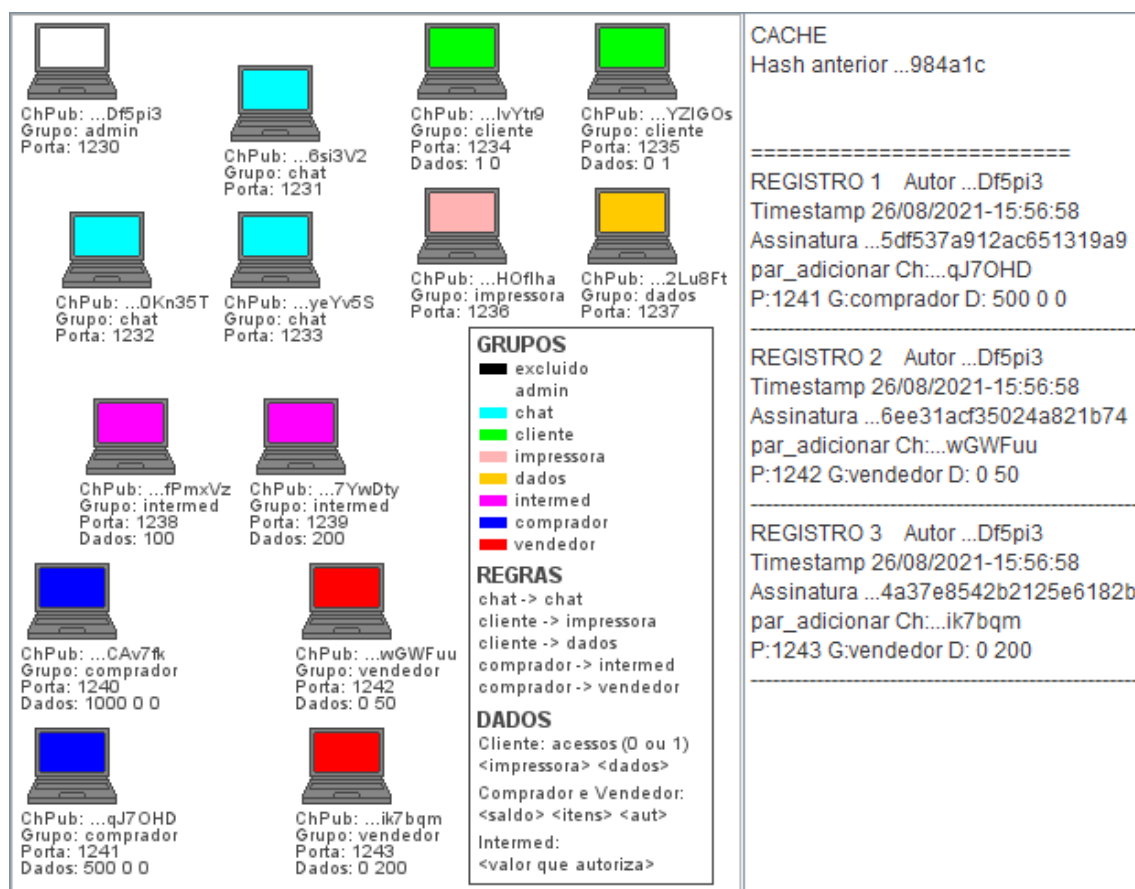 ChPub: ...Df5pi3
Grupo: admin
Porta: 1230
ChPub: ...6si3V2
Grupo: chat
Porta: 1231
ChPub: ...lvYtr9
Grupo: cliente
Porta: 1234
Dados: 1 0
ChPub: ...YZIGOs
Grupo: cliente
Porta: 1235
Dados: 0 1
ChPub: ...0Kn35T
Grupo: chat
Porta: 1232
ChPub: ...yeYv5S
Grupo: chat
Porta: 1233
ChPub: ...HOflha
Grupo: impressora
Porta: 1236
ChPub: ...2Lu8Ft
Grupo: dados
Porta: 1237
ChPub: ...fPmxVz
Grupo: intermed
Porta: 1238
Dados: 100
ChPub: ...7YwDty
Grupo: intermed
Porta: 1239
Dados: 200
ChPub: ...CAv7fk
Grupo: comprador
Porta: 1240
Dados: 1000 0 0
ChPub: ...wGWFuu
Grupo: vendedor
Porta: 1242
Dados: 0 50
ChPub: ...qJ7OHD
Grupo: comprador
Porta: 1241
Dados: 500 0 0
ChPub: ...ik7bqm
Grupo: vendedor
Porta: 1243
Dados: 0 200
GRUPOS
excluido
admin
chat
cliente
impressora
dados
intermed
comprador
vendedor
REGRAS
chat -> chat
cliente -> impressora
cliente -> dados
comprador -> intermed
comprador -> vendedor
DADOS
Cliente: acessos (0 ou 1)
<impressora> <dados>
Comprador e Vendedor:
<saldo> <itens> <aut>
Intermed:
<valor que autoriza>
CACHE
Hash anterior ...984a1c
=========================
REGISTRO 1 Autor ...Df5pi3
Timestamp 26/08/2021-15:56:58
Assinatura ...5df537a912ac651319a9
par_adicionar Ch:...qJ7OHD
P:1241 G:comprador D: 500 0 0
REGISTRO 2 Autor ...Df5pi3
Timestamp 26/08/2021-15:56:58
Assinatura ...6ee31acf35024a821b74
par_adicionar Ch:...wGWFuu
P:1242 G:vendedor D: 0 50
REGISTRO 3 Autor ...Df5pi3
Timestamp 26/08/2021-15:56:58
Assinatura ...4a37e8542b2125e6182b
par_adicionar Ch:...ik7bqm
P:1243 G:vendedor D: 0 200